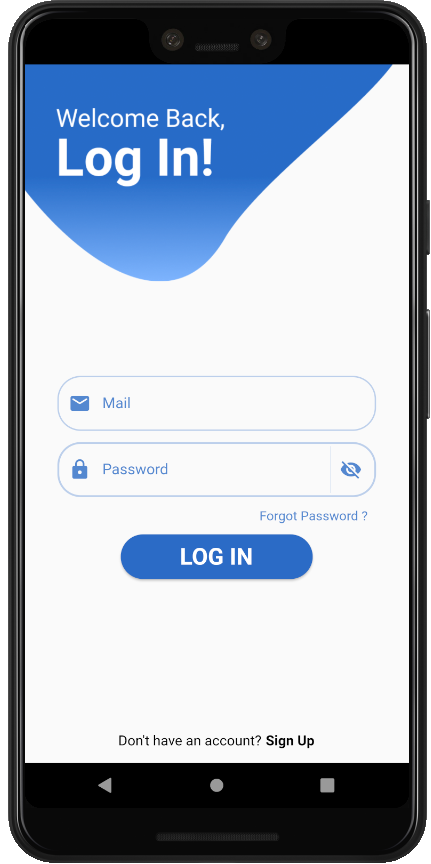 Welcome Back,
Log In!
Mail
Password
Forgot Password ?
LOG IN
Don't have an account? Sign Up